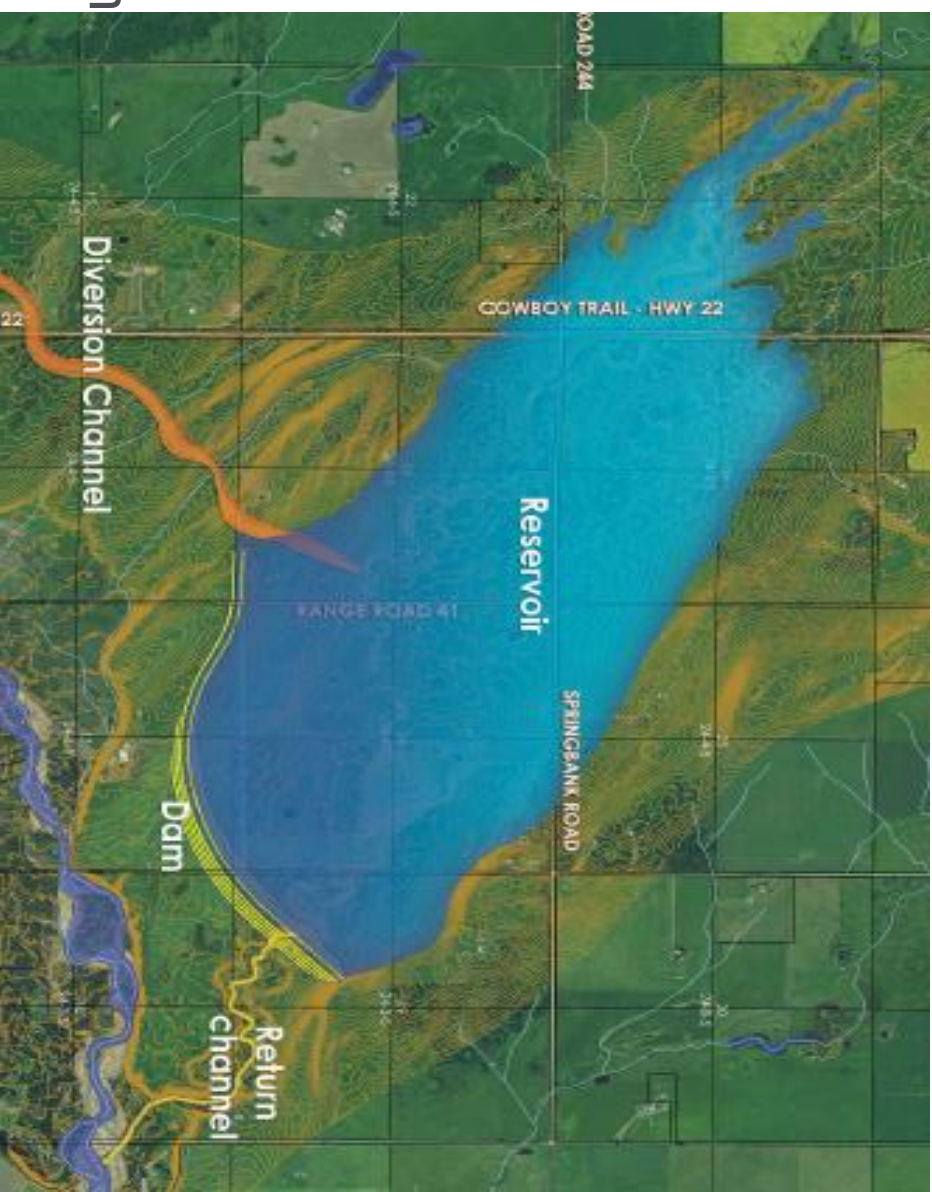 ROAD 244
COWBOY TRAIL - HWY 22
22
Diversion Channel
Reservoir
RANGE ROAD 41
SPRINGBANK ROAD
Dam
Return
channel